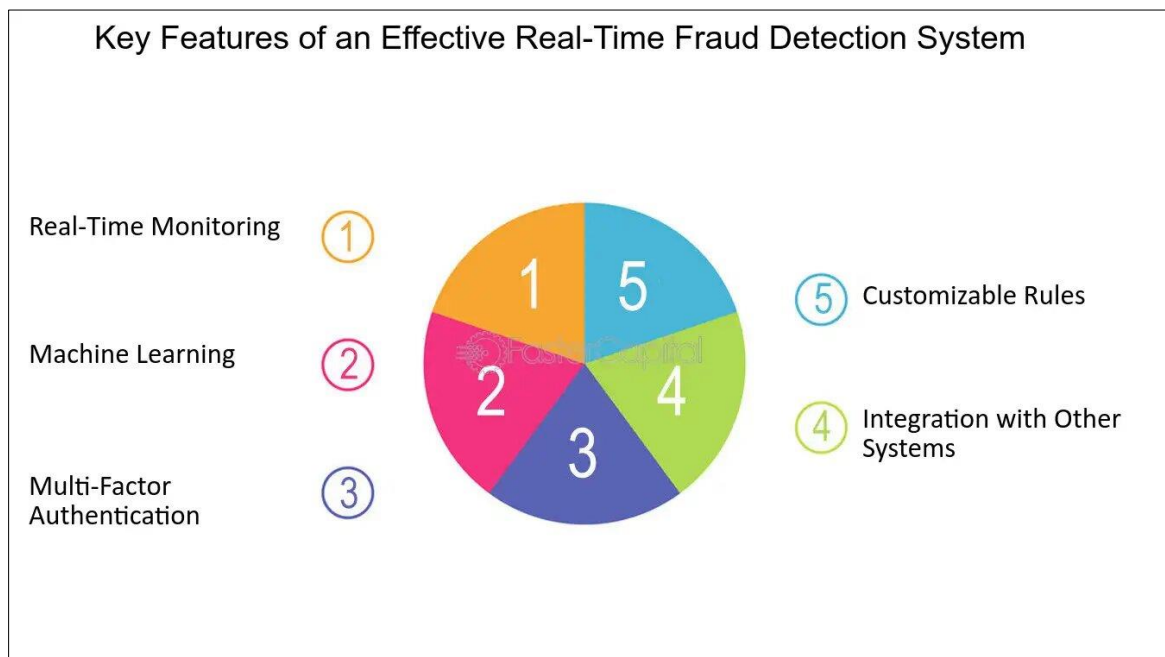 Key Features of an Effective Real-Time Fraud Detection System
Real-Time Monitoring
1
Machine Learning
2
Multi-Factor
Authentication
3
1
5
2
4
3
FasterCapital
5
Customizable Rules
4
Integration with Other
Systems